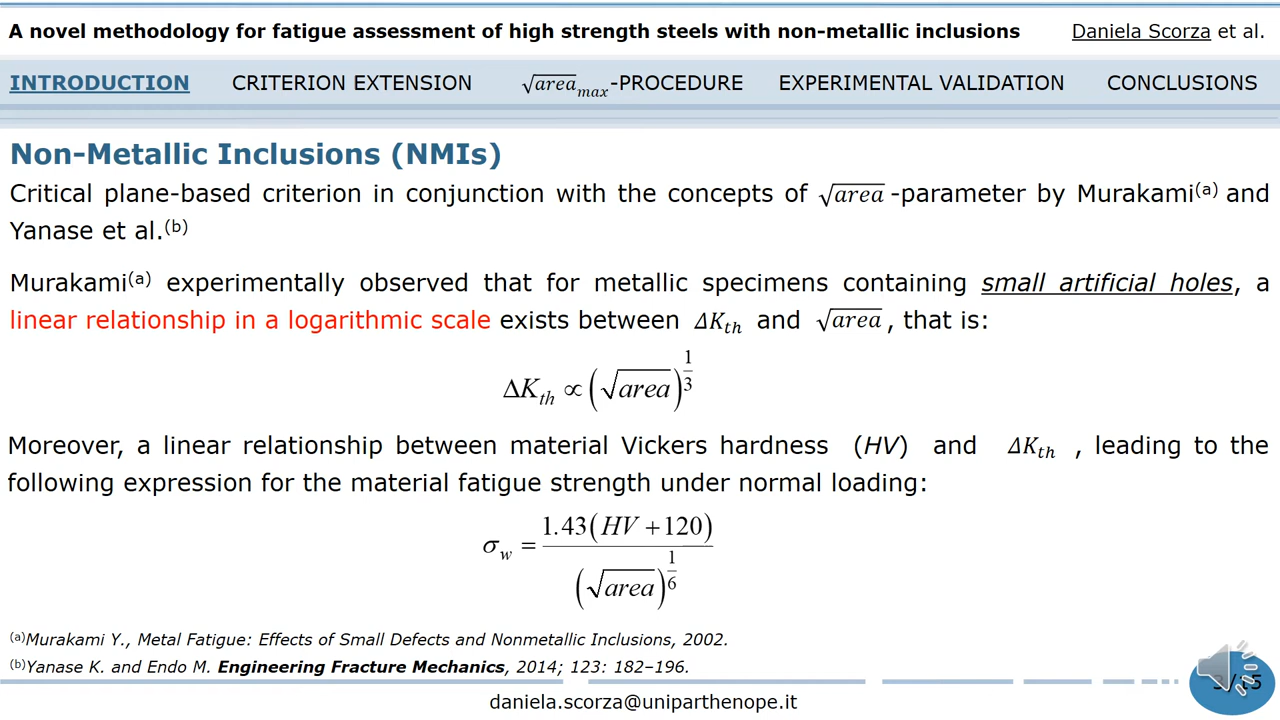 A novel methodology for fatigue assessment of high strength steels with non-metallic inclusions Daniela Scorza et al.
INTRODUCTION CRITERION EXTENSION √area_max-PROCEDURE EXPERIMENTAL VALIDATION CONCLUSIONS
Non-Metallic Inclusions (NMIs)
Critical plane-based criterion in conjunction with the concepts of √area -parameter by Murakami(a) and
Yanase et al.(b)
Murakami(a) experimentally observed that for metallic specimens containing small artificial holes, a
linear relationship in a logarithmic scale exists between ΔK_th and √area, that is:
ΔK_th ∝ (√area)^(1/3)
Moreover, a linear relationship between material Vickers hardness (HV) and ΔK_th , leading to the
following expression for the material fatigue strength under normal loading:
σ_w = 1.43(HV+120) / (√area)^(1/6)
(a)Murakami Y., Metal Fatigue: Effects of Small Defects and Nonmetallic Inclusions, 2002.
(b)Yanase K. and Endo M. Engineering Fracture Mechanics, 2014; 123: 182–196.
3/15
daniela.scorza@uniparthenope.it